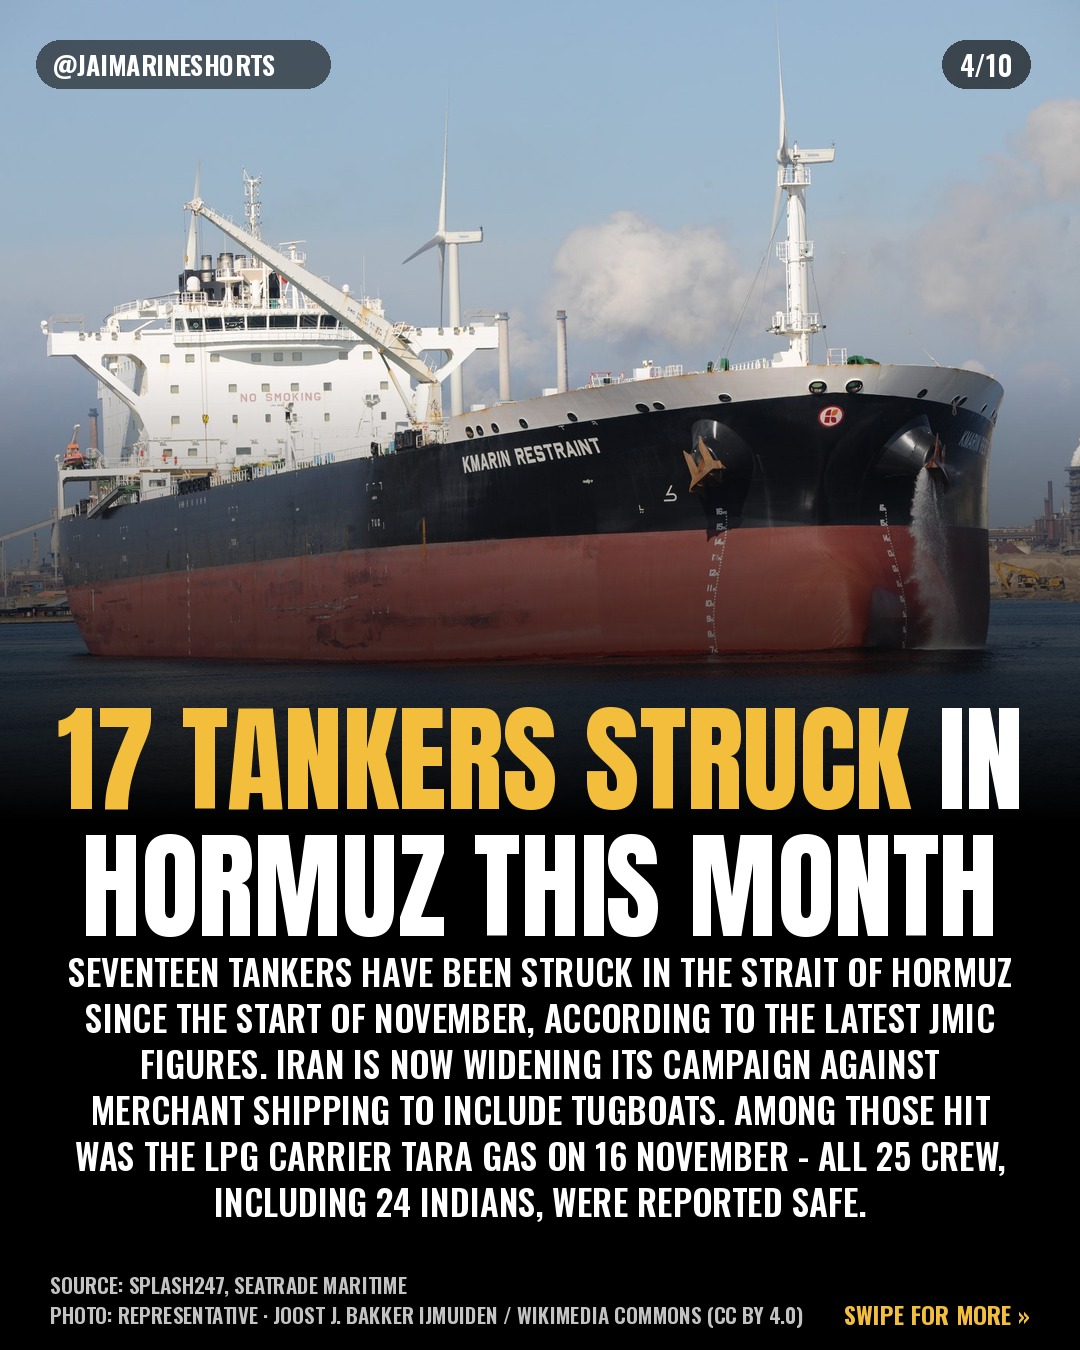 @JAIMARINESHORTS
4/10
NO SMOKING
KMARIN RESTRAINT
17 TANKERS STRUCK IN
HORMUZ THIS MONTH
SEVENTEEN TANKERS HAVE BEEN STRUCK IN THE STRAIT OF HORMUZ
SINCE THE START OF NOVEMBER, ACCORDING TO THE LATEST JMIC
FIGURES. IRAN IS NOW WIDENING ITS CAMPAIGN AGAINST
MERCHANT SHIPPING TO INCLUDE TUGBOATS. AMONG THOSE HIT
WAS THE LPG CARRIER TARA GAS ON 16 NOVEMBER - ALL 25 CREW,
INCLUDING 24 INDIANS, WERE REPORTED SAFE.
SOURCE: SPLASH247, SEATRADE MARITIME
PHOTO: REPRESENTATIVE · JOOST J. BAKKER IJMUIDEN / WIKIMEDIA COMMONS (CC BY 4.0)
SWIPE FOR MORE »